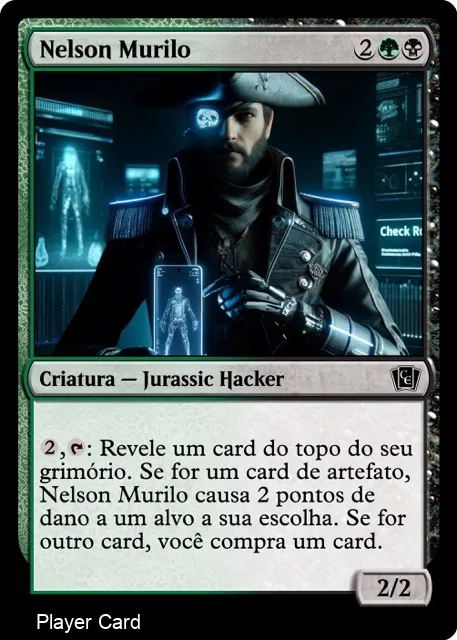 Nelson Murilo 2
Check Ro
Criatura — Jurassic Hacker
2, : Revele um card do topo do seu
grimório. Se for um card de artefato,
Nelson Murilo causa 2 pontos de
dano a um alvo a sua escolha. Se for
outro card, você compra um card.
2/2
Player Card